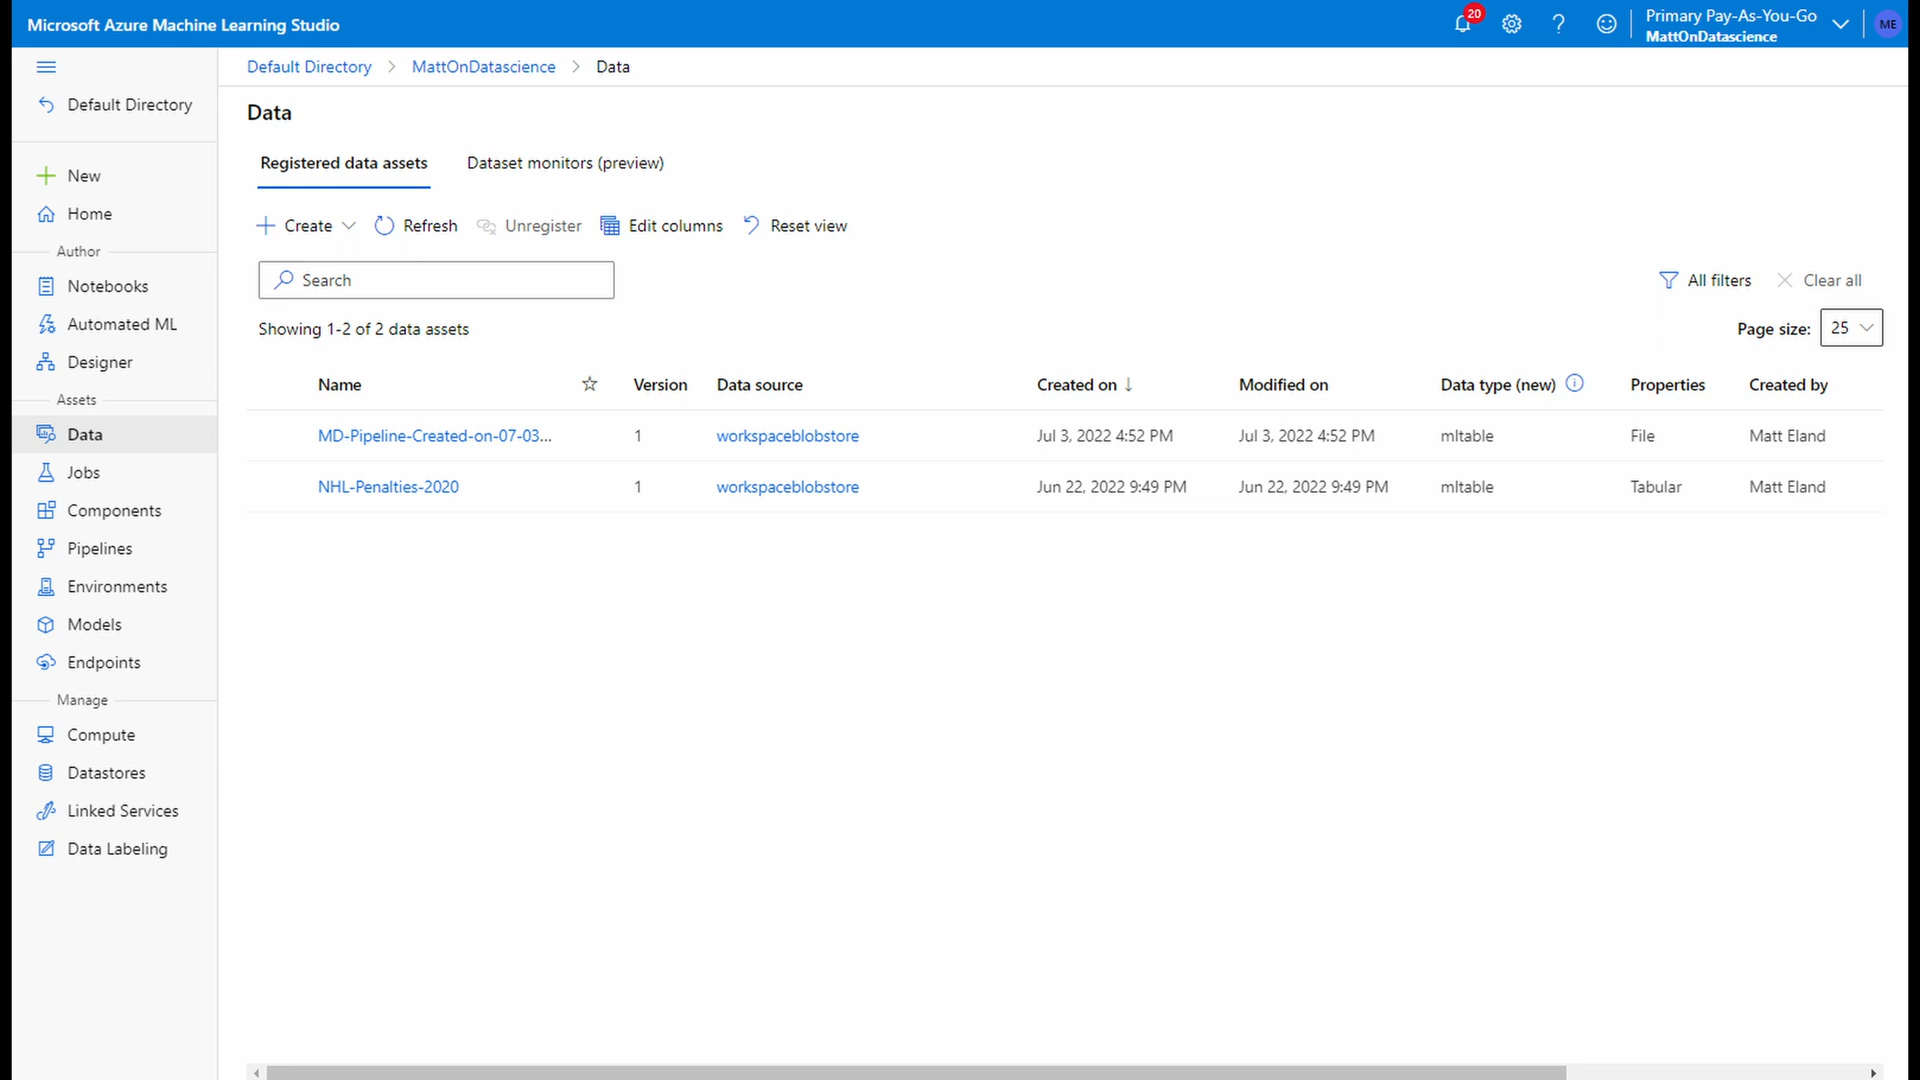 Microsoft Azure Machine Learning Studio
20
Primary Pay-As-You-Go
MattOnDatascience
ME
Default Directory
New
Home
Author
Notebooks
Automated ML
Designer
Assets
Data
Jobs
Components
Pipelines
Environments
Models
Endpoints
Manage
Compute
Datastores
Linked Services
Data Labeling
Default Directory > MattOnDatascience > Data
Data
Registered data assets Dataset monitors (preview)
Create Refresh Unregister Edit columns Reset view
Search
All filters Clear all
Showing 1-2 of 2 data assets
Page size: 25
Name Version Data source Created on ↓ Modified on Data type (new) Properties Created by
MD-Pipeline-Created-on-07-03... 1 workspaceblobstore Jul 3, 2022 4:52 PM Jul 3, 2022 4:52 PM mltable File Matt Eland
NHL-Penalties-2020 1 workspaceblobstore Jun 22, 2022 9:49 PM Jun 22, 2022 9:49 PM mltable Tabular Matt Eland